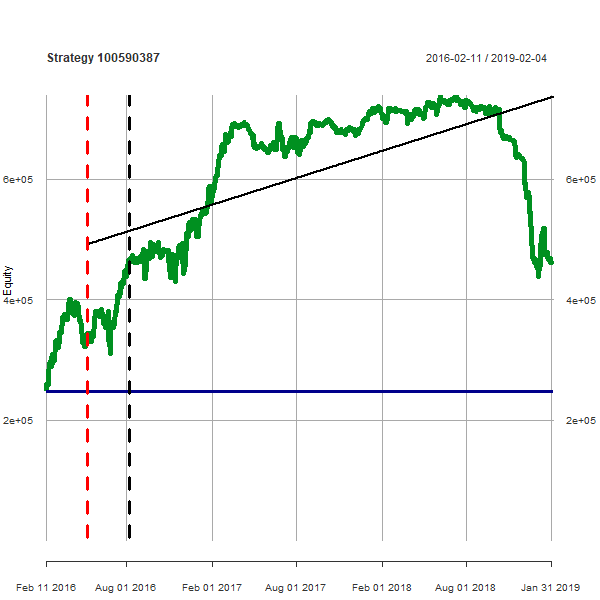 Strategy 100590387
2016-02-11 / 2019-02-04
6e+05
6e+05
Equity
4e+05
4e+05
2e+05
2e+05
Feb 11 2016
Aug 01 2016
Feb 01 2017
Aug 01 2017
Feb 01 2018
Aug 01 2018
Jan 31 2019